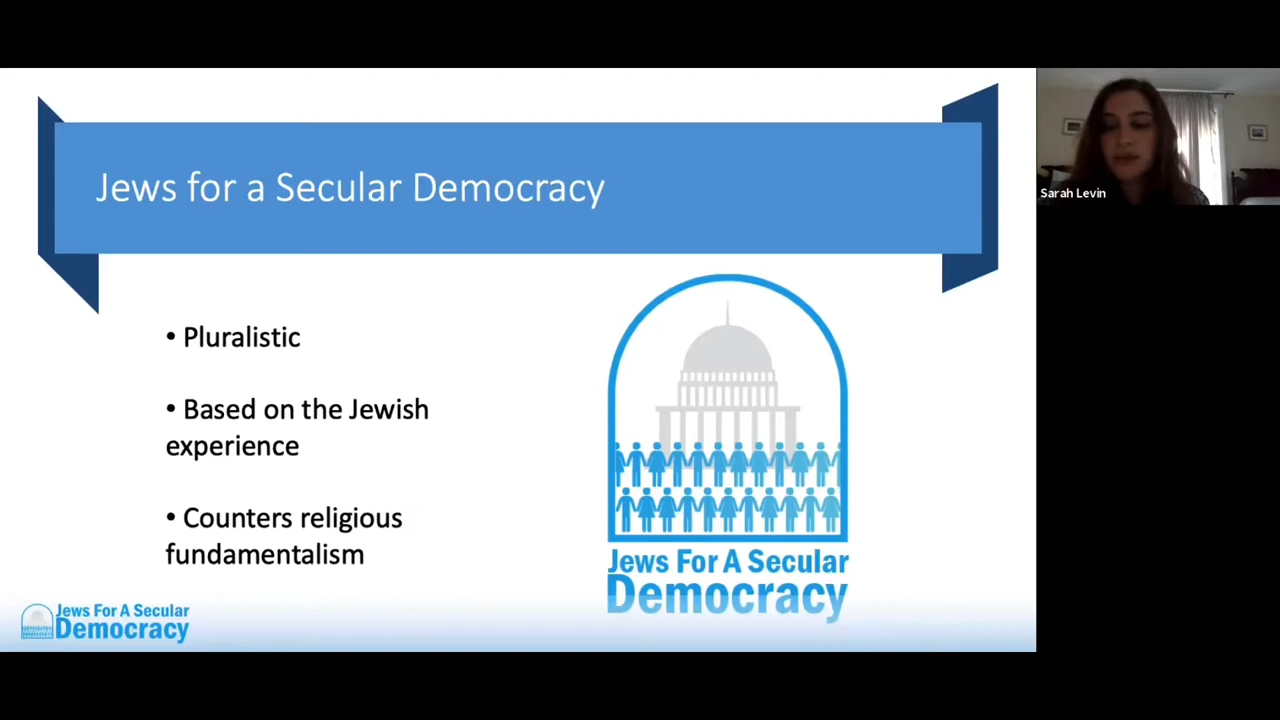 Jews for a Secular Democracy
Sarah Levin
• Pluralistic
• Based on the Jewish
experience
• Counters religious
fundamentalism
Jews For A Secular
Democracy
Jews For A Secular
Democracy